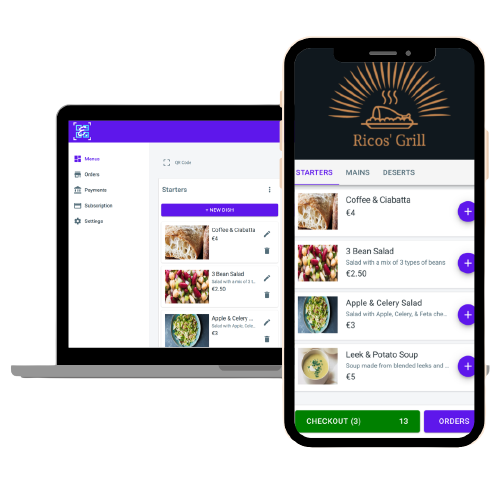 QR Code
Menus
Orders
Payments
Subscription
Settings
Starters
+ NEW DISH
Coffee & Ciabatta
€4
3 Bean Salad
Salad with a mix of 3 t...
€2.50
Apple & Celery ...
Salad with Apple, Cele...
€3
Ricos' Grill
STARTERS MAINS DESERTS
Coffee & Ciabatta
€4
3 Bean Salad
Salad with a mix of 3 types of beans
€2.50
Apple & Celery Salad
Salad with Apple, Celery, & Feta chee...
€3
Leek & Potato Soup
Soup made from blended leeks and ...
€5
CHECKOUT (3) 13
ORDERS